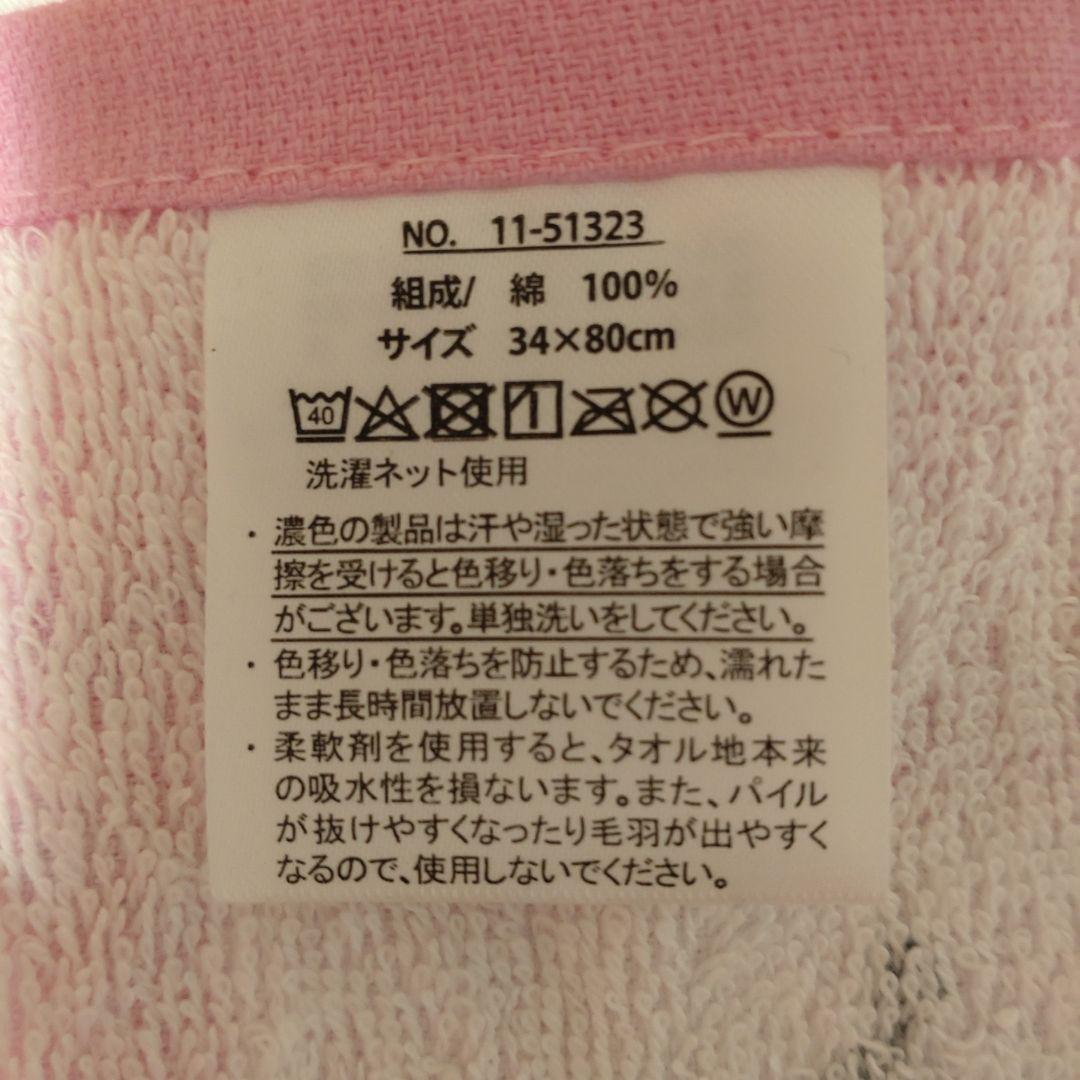 NO. 11-51323
組成/ 綿 100%
サイズ 34×80cm
40 W
洗濯ネット使用
・濃色の製品は汗や湿った状態で強い摩
擦を受けると色移り・色落ちをする場合
がございます。単独洗いをしてください。
・色移り・色落ちを防止するため、濡れた
まま長時間放置しないでください。
・柔軟剤を使用すると、タオル地本来
の吸水性を損ないます。また、パイル
が抜けやすくなったり毛羽が出やすく
なるので、使用しないでください。